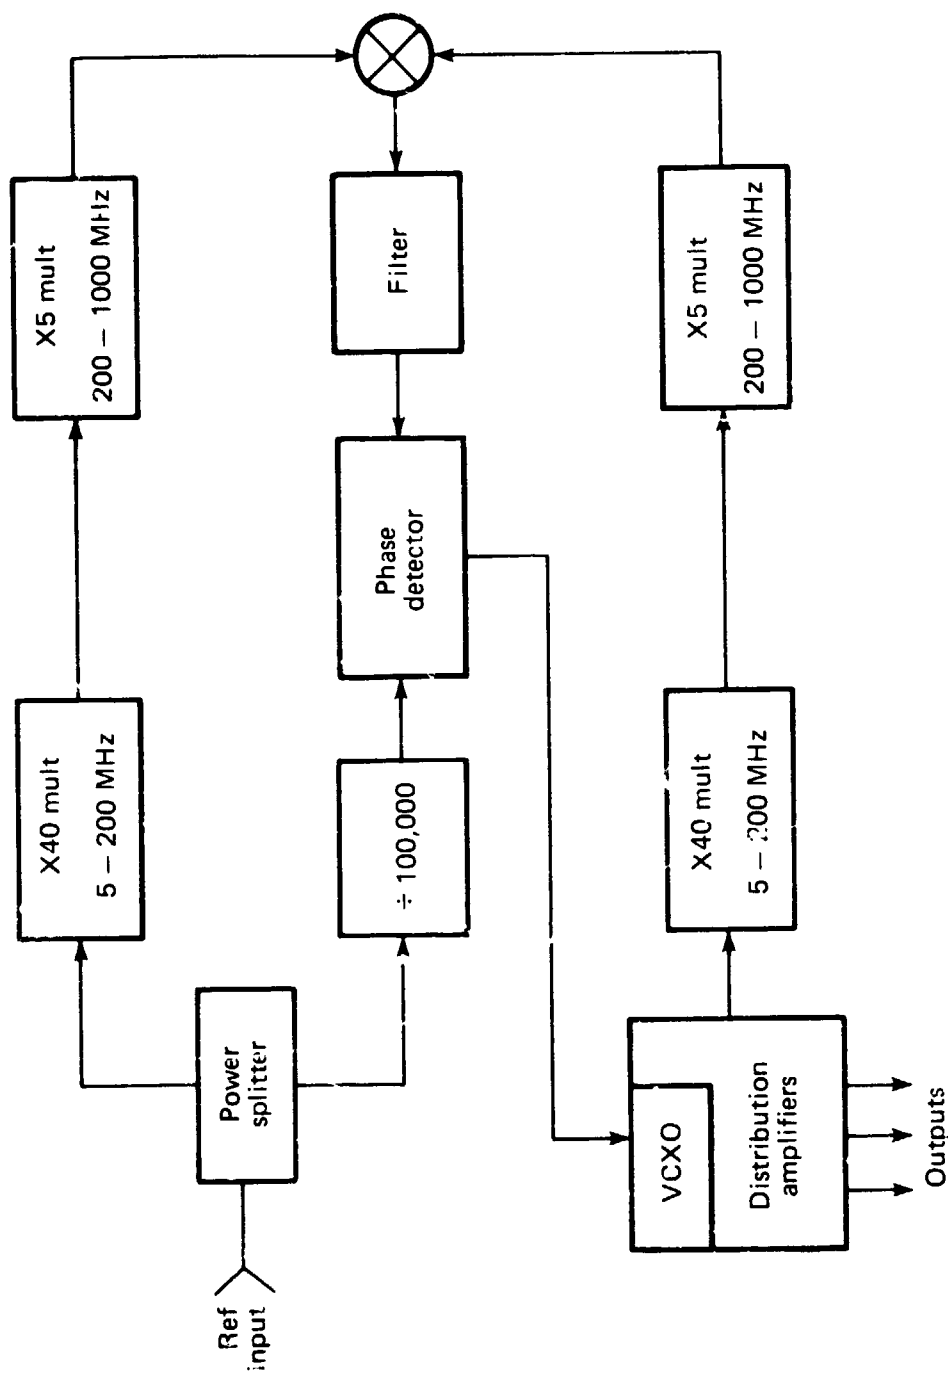 Ref
input
Power
splitter
X40 mult
5 – 200 MHz
X5 mult
200 – 1000 MHz
÷ 100,000
Phase
detector
Filter
VCXO
Distribution
amplifiers
Outputs
X40 mult
5 – 200 MHz
X5 mult
200 – 1000 MHz